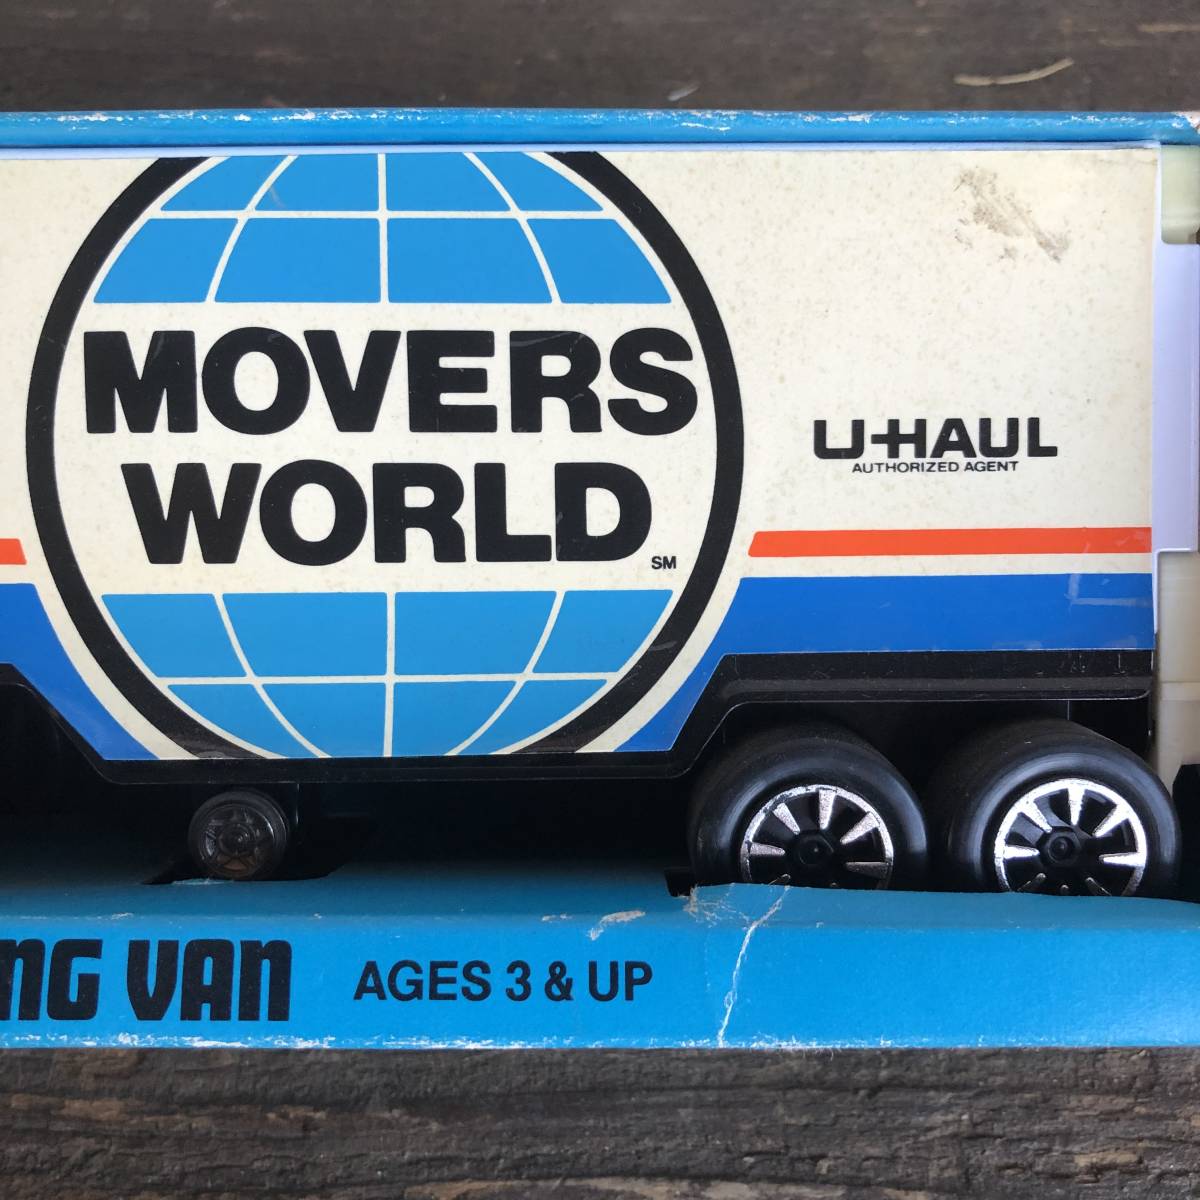 MOVERS
WORLD
SM
U-HAUL
AUTHORIZED AGENT
NG VAN AGES 3 & UP